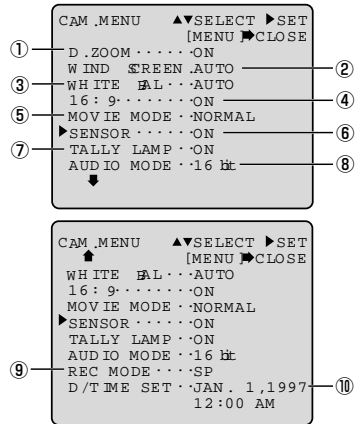 CAM.MENU ▲▼SELECT ▶SET
[MENU]➡CLOSE
① D.ZOOM ······ON
WIND SCREEN.AUTO ②
③ WHITE BAL···AUTO
16:9········ON ④
⑤ MOVIE MODE ··NORMAL
▶SENSOR ······ON ⑥
⑦ TALLY LAMP ··ON
AUDIO MODE ··16 bit ⑧
⬇
CAM.MENU ▲▼SELECT ▶SET
⬆ [MENU]➡CLOSE
WHITE BAL···AUTO
16:9········ON
MOVIE MODE ··NORMAL
▶SENSOR ······ON
TALLY LAMP ··ON
AUDIO MODE ··16 bit
⑨ REC MODE ····SP
D/TIME SET ··JAN. 1,1997 ⑩
12:00 AM